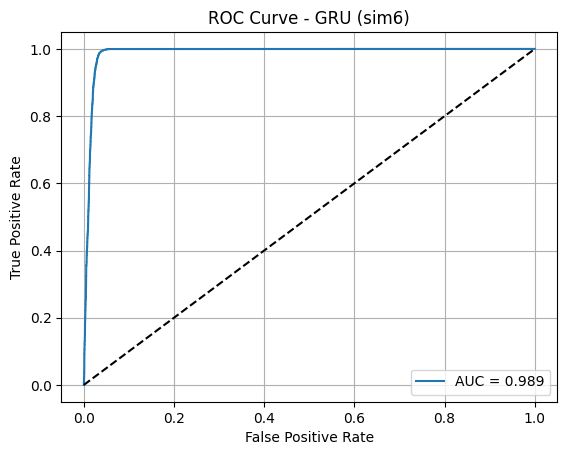 ROC Curve - GRU (sim6)
True Positive Rate
1.0
0.8
0.6
0.4
0.2
0.0
0.0 0.2 0.4 0.6 0.8 1.0
False Positive Rate
AUC = 0.989